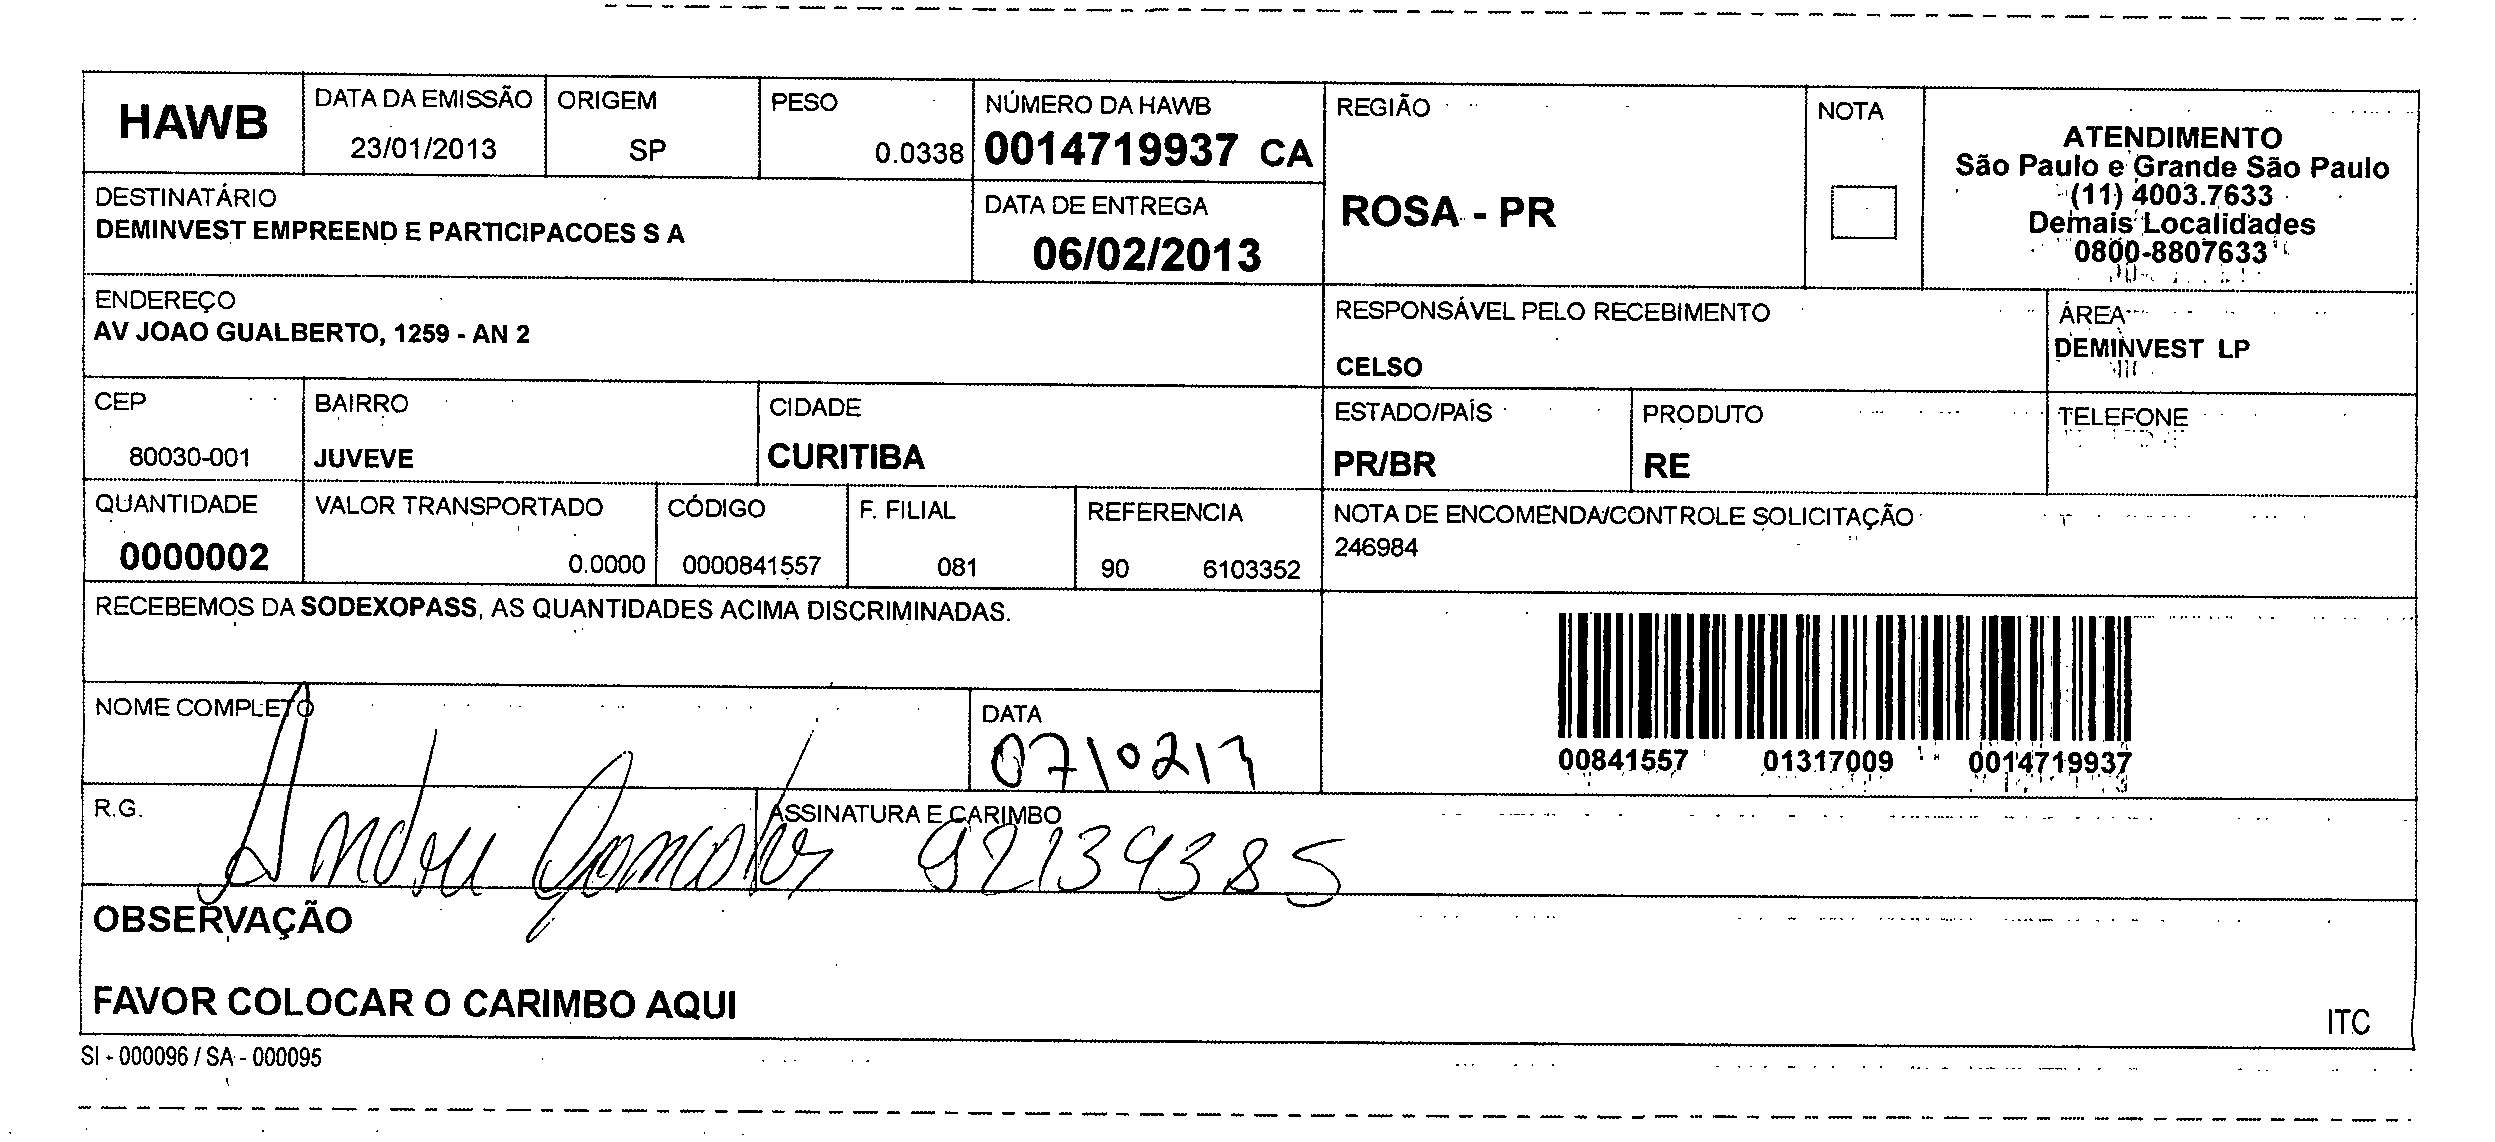 HAWB
DATA DA EMISSÃO
23/01/2013
ORIGEM
SP
PESO
0.0338
NÚMERO DA HAWB
0014719937 CA
REGIÃO
ROSA - PR
NOTA
ATENDIMENTO
São Paulo e Grande São Paulo
(11) 4003.7633
Demais Localidades
0800-8807633
DESTINATÁRIO
DEMINVEST EMPREEND E PARTICIPACOES S A
DATA DE ENTREGA
06/02/2013
ENDEREÇO
AV JOAO GUALBERTO, 1259 - AN 2
RESPONSÁVEL PELO RECEBIMENTO
CELSO
ÁREA
DEMINVEST LP
CEP
80030-001
BAIRRO
JUVEVE
CIDADE
CURITIBA
ESTADO/PAÍS
PR/BR
PRODUTO
RE
TELEFONE
QUANTIDADE
0000002
VALOR TRANSPORTADO
0.0000
CÓDIGO
0000841557
F. FILIAL
081
REFERENCIA
90 6103352
NOTA DE ENCOMENDA/CONTROLE SOLICITAÇÃO
246984
RECEBEMOS DA SODEXOPASS, AS QUANTIDADES ACIMA DISCRIMINADAS.
00841557 01317009 0014719937
NOME COMPLETO
DATA
07/02/13
R.G.
Andre
ASSINATURA E CARIMBO
92139385
OBSERVAÇÃO
FAVOR COLOCAR O CARIMBO AQUI
ITC
SI - 000096 / SA - 000095